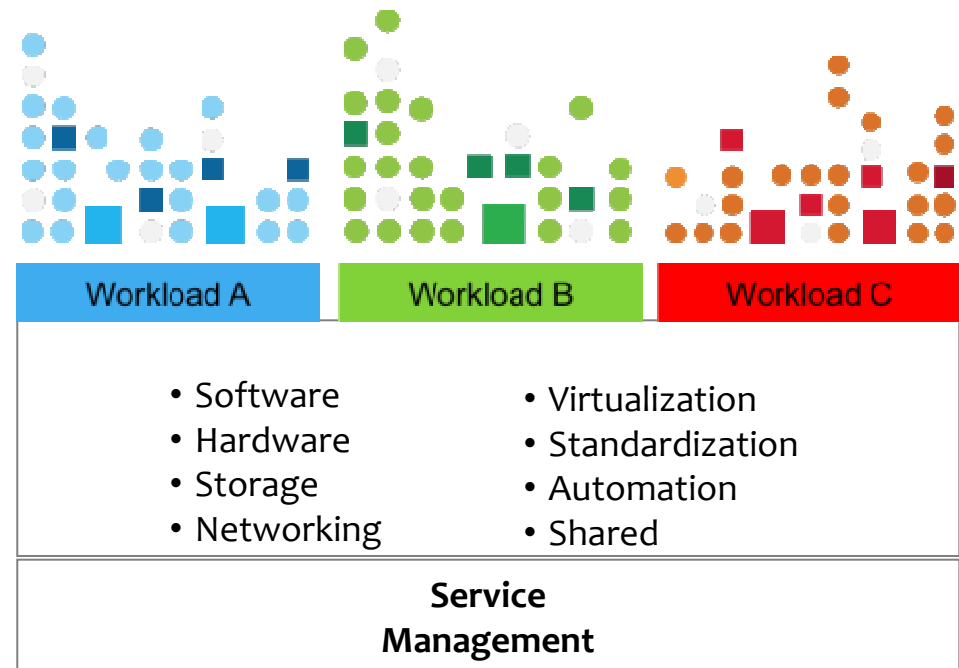 Workload A
Workload B
Workload C
• Software
• Hardware
• Storage
• Networking
• Virtualization
• Standardization
• Automation
• Shared
Service
Management